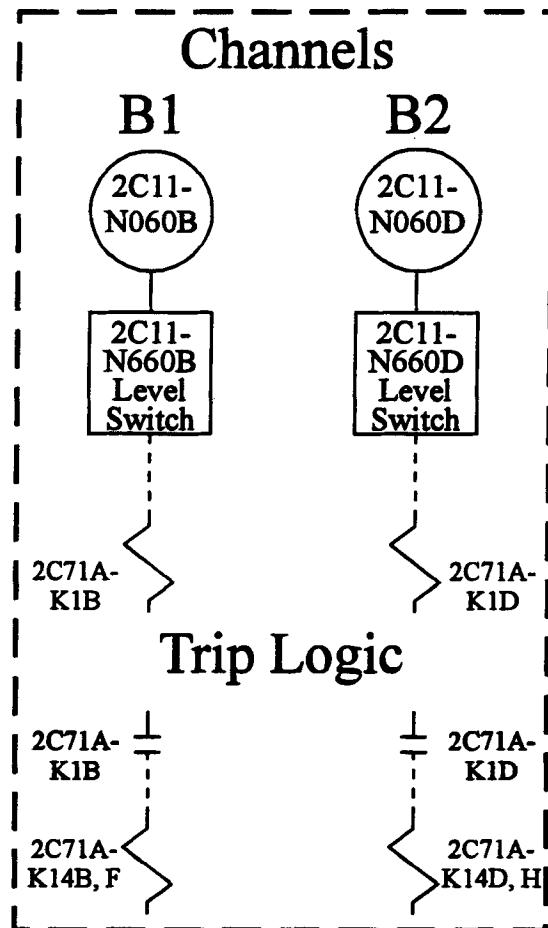 Channels
B1 B2
2C11-
N060B
2C11-
N060D
2C11-
N660B
Level
Switch
2C11-
N660D
Level
Switch
2C71A-
K1B
2C71A-
K1D
Trip Logic
2C71A-
K1B
2C71A-
K1D
2C71A-
K14B, F
2C71A-
K14D, H